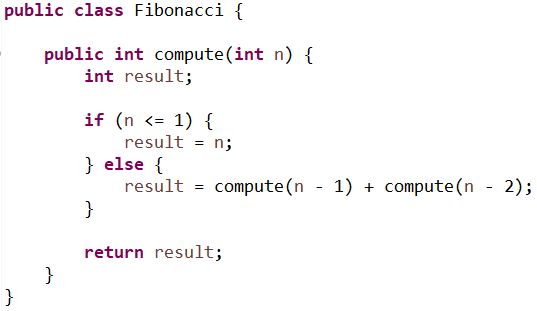 public class Fibonacci {
public int compute(int n) {
int result;
if (n <= 1) {
result = n;
} else {
result = compute(n - 1) + compute(n - 2);
}
return result;
}
}